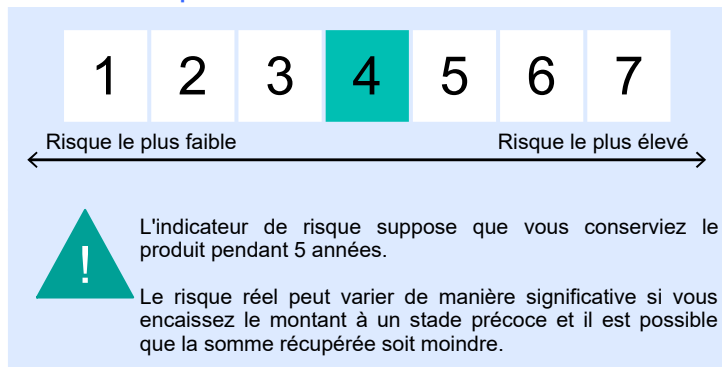 1 2 3 4 5 6 7
Risque le plus faible Risque le plus élevé
!
L'indicateur de risque suppose que vous conserviez le
produit pendant 5 années.
Le risque réel peut varier de manière significative si vous
encaissez le montant à un stade précoce et il est possible
que la somme récupérée soit moindre.